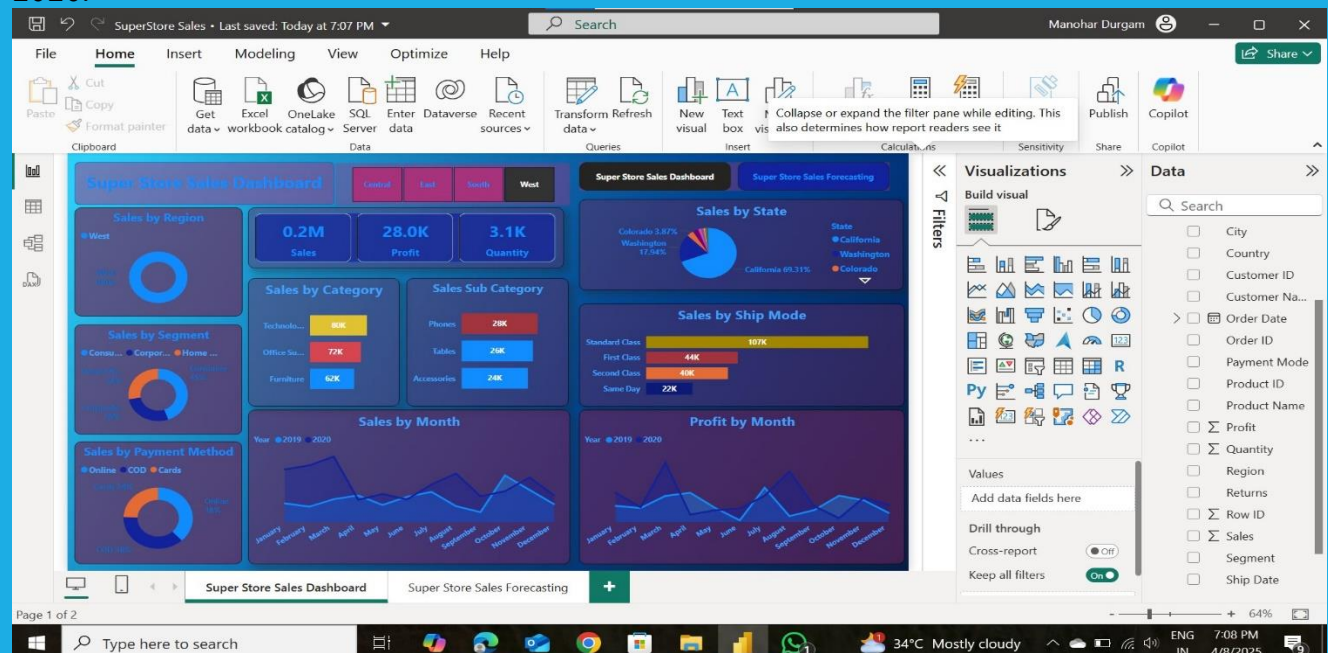 SuperStore Sales • Last saved: Today at 7:07 PM
Search
Manohar Durgam
File Home Insert Modeling View Optimize Help
Share
Paste
Cut
Copy
Format painter
Clipboard
Get data
Excel workbook
OneLake catalog
SQL Server
Enter data
Dataverse
Recent sources
Data
Transform data
Refresh
Queries
New visual
Text box
Insert
Collapse or expand the filter pane while editing. This also determines how report readers see it
Calculations
Sensitivity
Publish
Share
Copilot
Copilot
Super Store Sales Dashboard
Central East South West
Super Store Sales Dashboard
Super Store Sales Forecasting
Sales by Region
West
0.2M
Sales
28.0K
Profit
3.1K
Quantity
Sales by State
Colorado 3.87%
Washington 17.94%
California 69.31%
State
California
Washington
Colorado
Sales by Category
Technolo... 80K
Office Su... 72K
Furniture 62K
Sales Sub Category
Phones 28K
Tables 26K
Accessories 24K
Sales by Segment
Consu... Corpor... Home ...
Sales by Ship Mode
Standard Class 107K
First Class 44K
Second Class 40K
Same Day 22K
Sales by Payment Method
Online COD Cards
Sales by Month
Year 2019 2020
January February March April May June July August September October November December
Profit by Month
Year 2019 2020
January February March April May June July August September October November December
Filters
Visualizations
Build visual
Values
Add data fields here
Drill through
Cross-report Off
Keep all filters On
Data
Search
City
Country
Customer ID
Customer Na...
Order Date
Order ID
Payment Mode
Product ID
Product Name
Profit
Quantity
Region
Returns
Row ID
Sales
Segment
Ship Date
Super Store Sales Dashboard
Super Store Sales Forecasting
Page 1 of 2
64%
Type here to search
34°C Mostly cloudy
ENG
IN
7:08 PM
4/8/2025